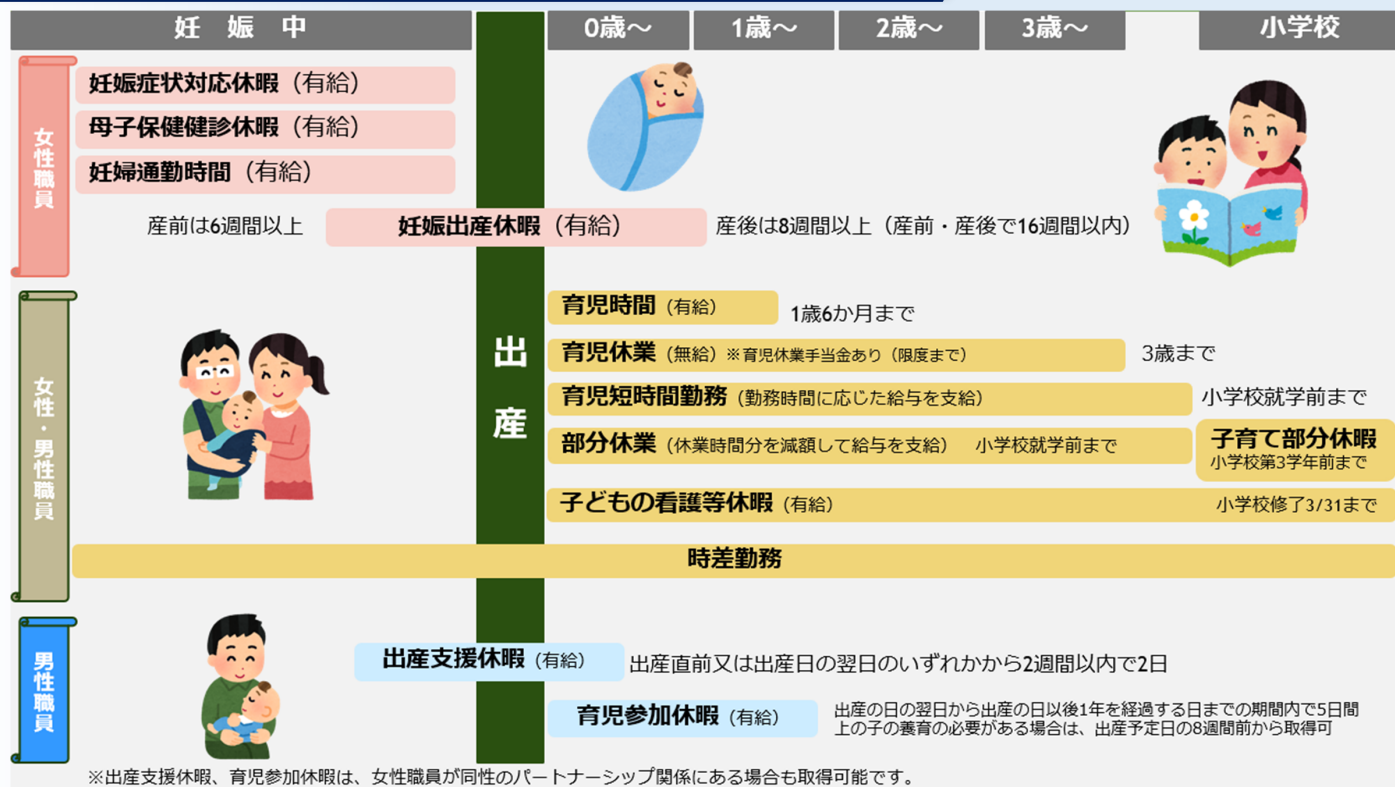 妊娠中
0歳～
1歳～
2歳～
3歳～
小学校
女性職員
妊娠症状対応休暇（有給）
母子保健健診休暇（有給）
妊婦通勤時間（有給）
産前は6週間以上
妊娠出産休暇（有給）
産後は8週間以上（産前・産後で16週間以内）
出産
女性・男性職員
育児時間（有給）
1歳6か月まで
育児休業（無給）※育児休業手当金あり（限度まで）
3歳まで
育児短時間勤務（勤務時間に応じた給与を支給）
小学校就学前まで
部分休業（休業時間分を減額して給与を支給） 小学校就学前まで
子育て部分休暇
小学校第3学年前まで
子どもの看護等休暇（有給）
小学校修了3/31まで
時差勤務
男性職員
出産支援休暇（有給）
出産直前又は出産日の翌日のいずれかから2週間以内で2日
育児参加休暇（有給）
出産の日の翌日から出産の日以後1年を経過する日までの期間内で5日間
上の子の養育の必要がある場合は、出産予定日の8週間前から取得可
※出産支援休暇、育児参加休暇は、女性職員が同性のパートナーシップ関係にある場合も取得可能です。